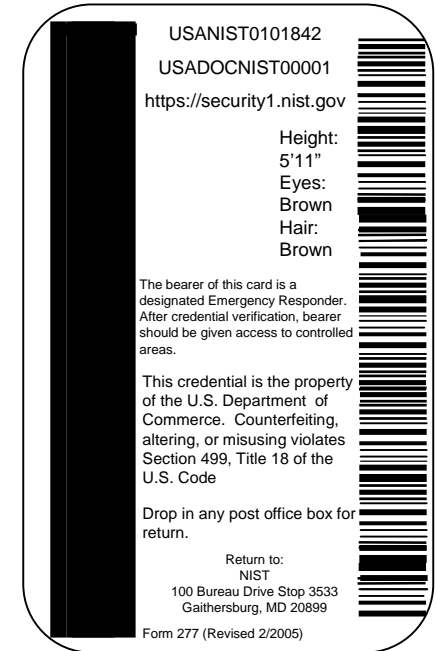 USANIST0101842
USADOCNIST00001
https://security1.nist.gov
Height:
5’11”
Eyes:
Brown
Hair:
Brown
The bearer of this card is a
designated Emergency Responder.
After credential verification, bearer
should be given access to controlled
areas.
This credential is the property
of the U.S. Department of
Commerce. Counterfeiting,
altering, or misusing violates
Section 499, Title 18 of the
U.S. Code
Drop in any post office box for
return.
Return to:
NIST
100 Bureau Drive Stop 3533
Gaithersburg, MD 20899
Form 277 (Revised 2/2005)